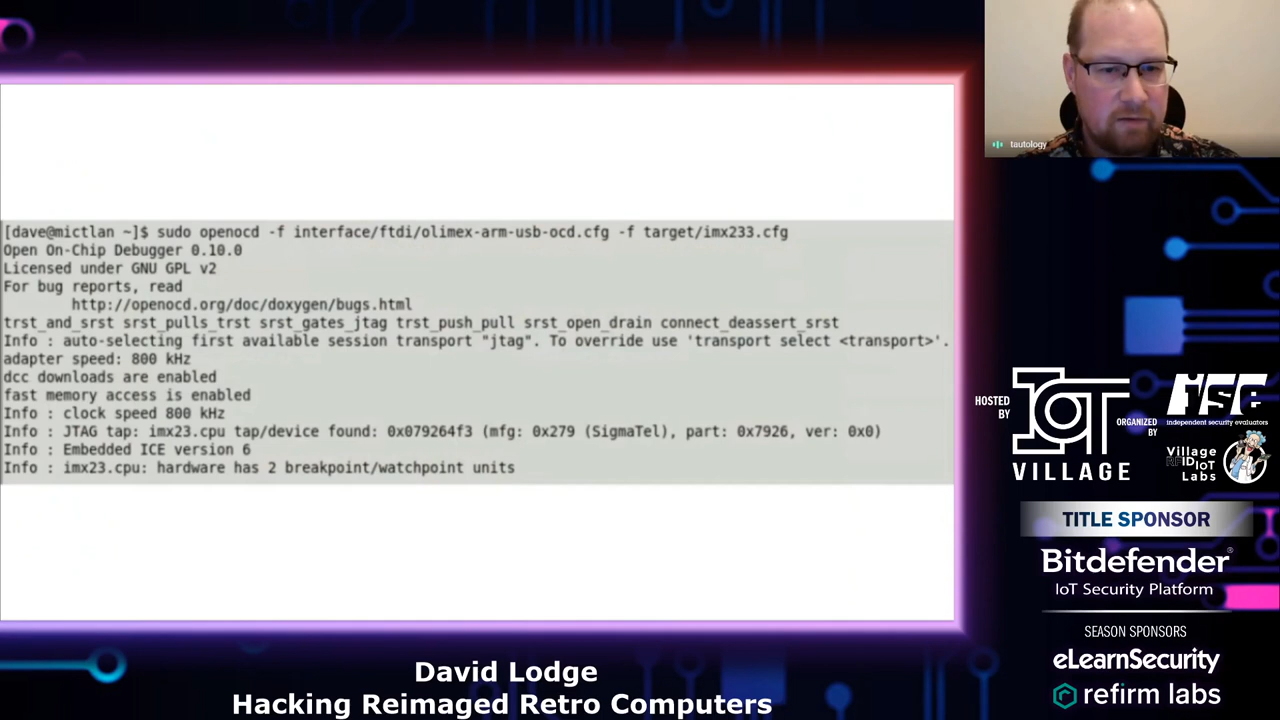 [dave@mictlan ~]$ sudo openocd -f interface/ftdi/olimex-arm-usb-ocd.cfg -f target/imx233.cfg
Open On-Chip Debugger 0.10.0
Licensed under GNU GPL v2
For bug reports, read
http://openocd.org/doc/doxygen/bugs.html
trst_and_srst srst_pulls_trst srst_gates_jtag trst_push_pull srst_open_drain connect_deassert_srst
Info : auto-selecting first available session transport "jtag". To override use 'transport select <transport>'.
adapter speed: 800 kHz
dcc downloads are enabled
fast memory access is enabled
Info : clock speed 800 kHz
Info : JTAG tap: imx23.cpu tap/device found: 0x079264f3 (mfg: 0x279 (SigmaTel), part: 0x7926, ver: 0x0)
Info : Embedded ICE version 6
Info : imx23.cpu: hardware has 2 breakpoint/watchpoint units
tautology
HOSTED
BY
IOT
VILLAGE
ORGANIZED
BY
ise
independent security evaluators
Village
IoT
Labs
TITLE SPONSOR
Bitdefender®
IoT Security Platform
SEASON SPONSORS
eLearnSecurity
refirm labs
David Lodge
Hacking Reimaged Retro Computers